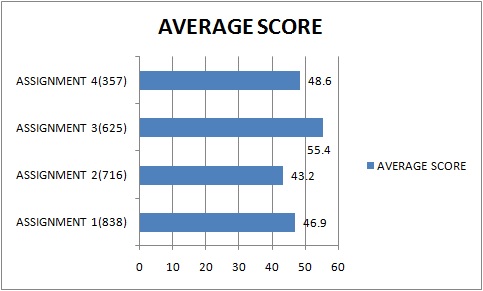 AVERAGE SCORE
ASSIGNMENT 4(357)
48.6
ASSIGNMENT 3(625)
55.4
ASSIGNMENT 2(716)
43.2
ASSIGNMENT 1(838)
46.9
0 10 20 30 40 50 60
AVERAGE SCORE